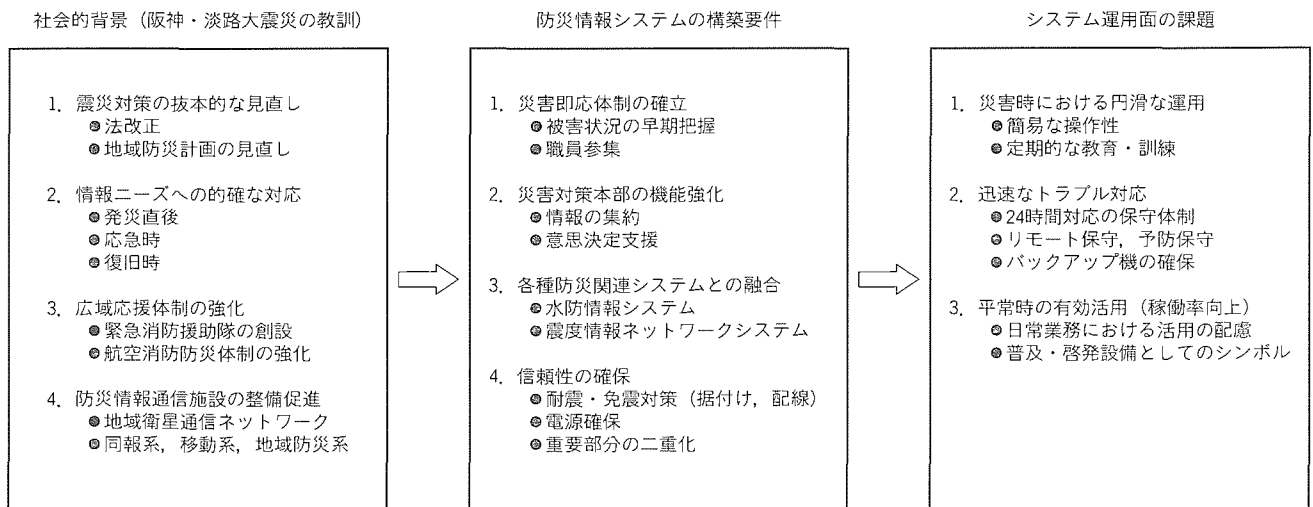 社会的背景（阪神・淡路大震災の教訓）
1. 震災対策の抜本的な見直し
●法改正
●地域防災計画の見直し
2. 情報ニーズへの的確な対応
●発災直後
●応急時
●復旧時
3. 広域応援体制の強化
●緊急消防援助隊の創設
●航空消防防災体制の強化
4. 防災情報通信施設の整備促進
●地域衛星通信ネットワーク
●同報系，移動系，地域防災系
防災情報システムの構築要件
1. 災害即応体制の確立
●被害状況の早期把握
●職員参集
2. 災害対策本部の機能強化
●情報の集約
●意思決定支援
3. 各種防災関連システムとの融合
●水防情報システム
●震度情報ネットワークシステム
4. 信頼性の確保
●耐震・免震対策（据付け，配線）
●電源確保
●重要部分の二重化
システム運用面の課題
1. 災害時における円滑な運用
●簡易な操作性
●定期的な教育・訓練
2. 迅速なトラブル対応
●24時間対応の保守体制
●リモート保守，予防保守
●バックアップ機の確保
3. 平常時の有効活用（稼働率向上）
●日常業務における活用の配慮
●普及・啓発設備としてのシンボル